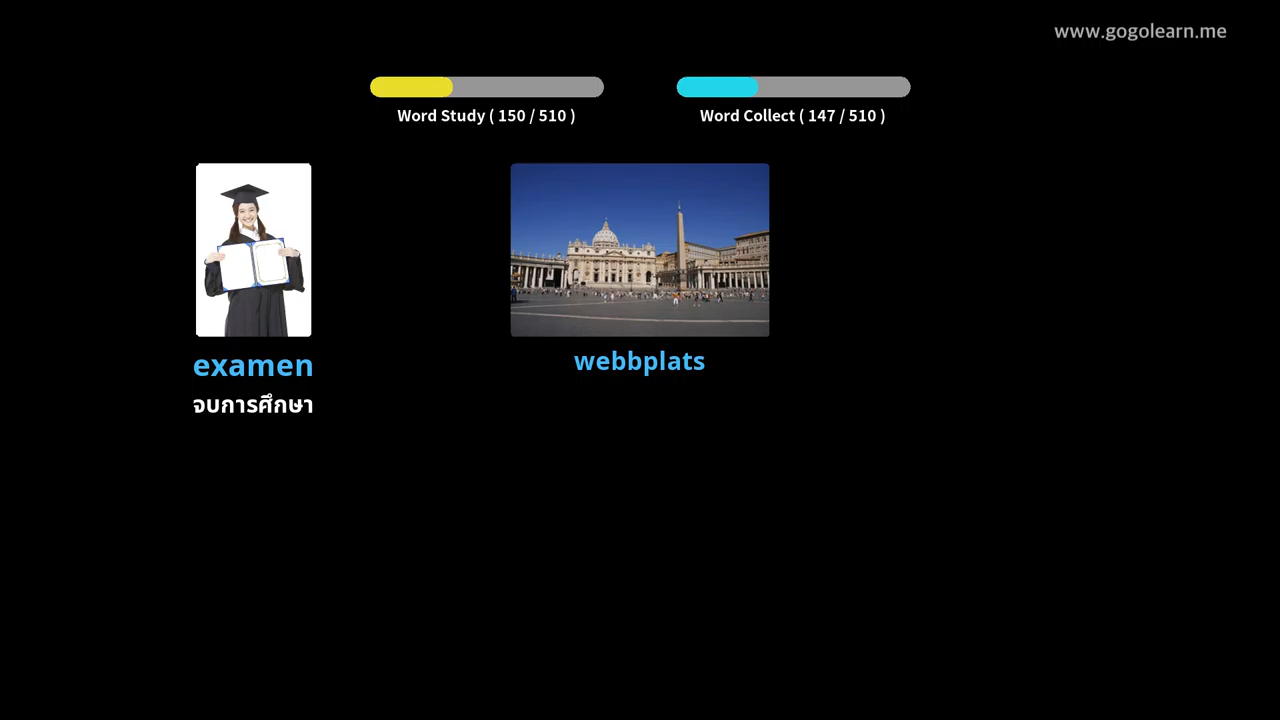 www.gogolearn.me
Word Study ( 150 / 510 )
Word Collect ( 147 / 510 )
examen
จบการศึกษา
webbplats